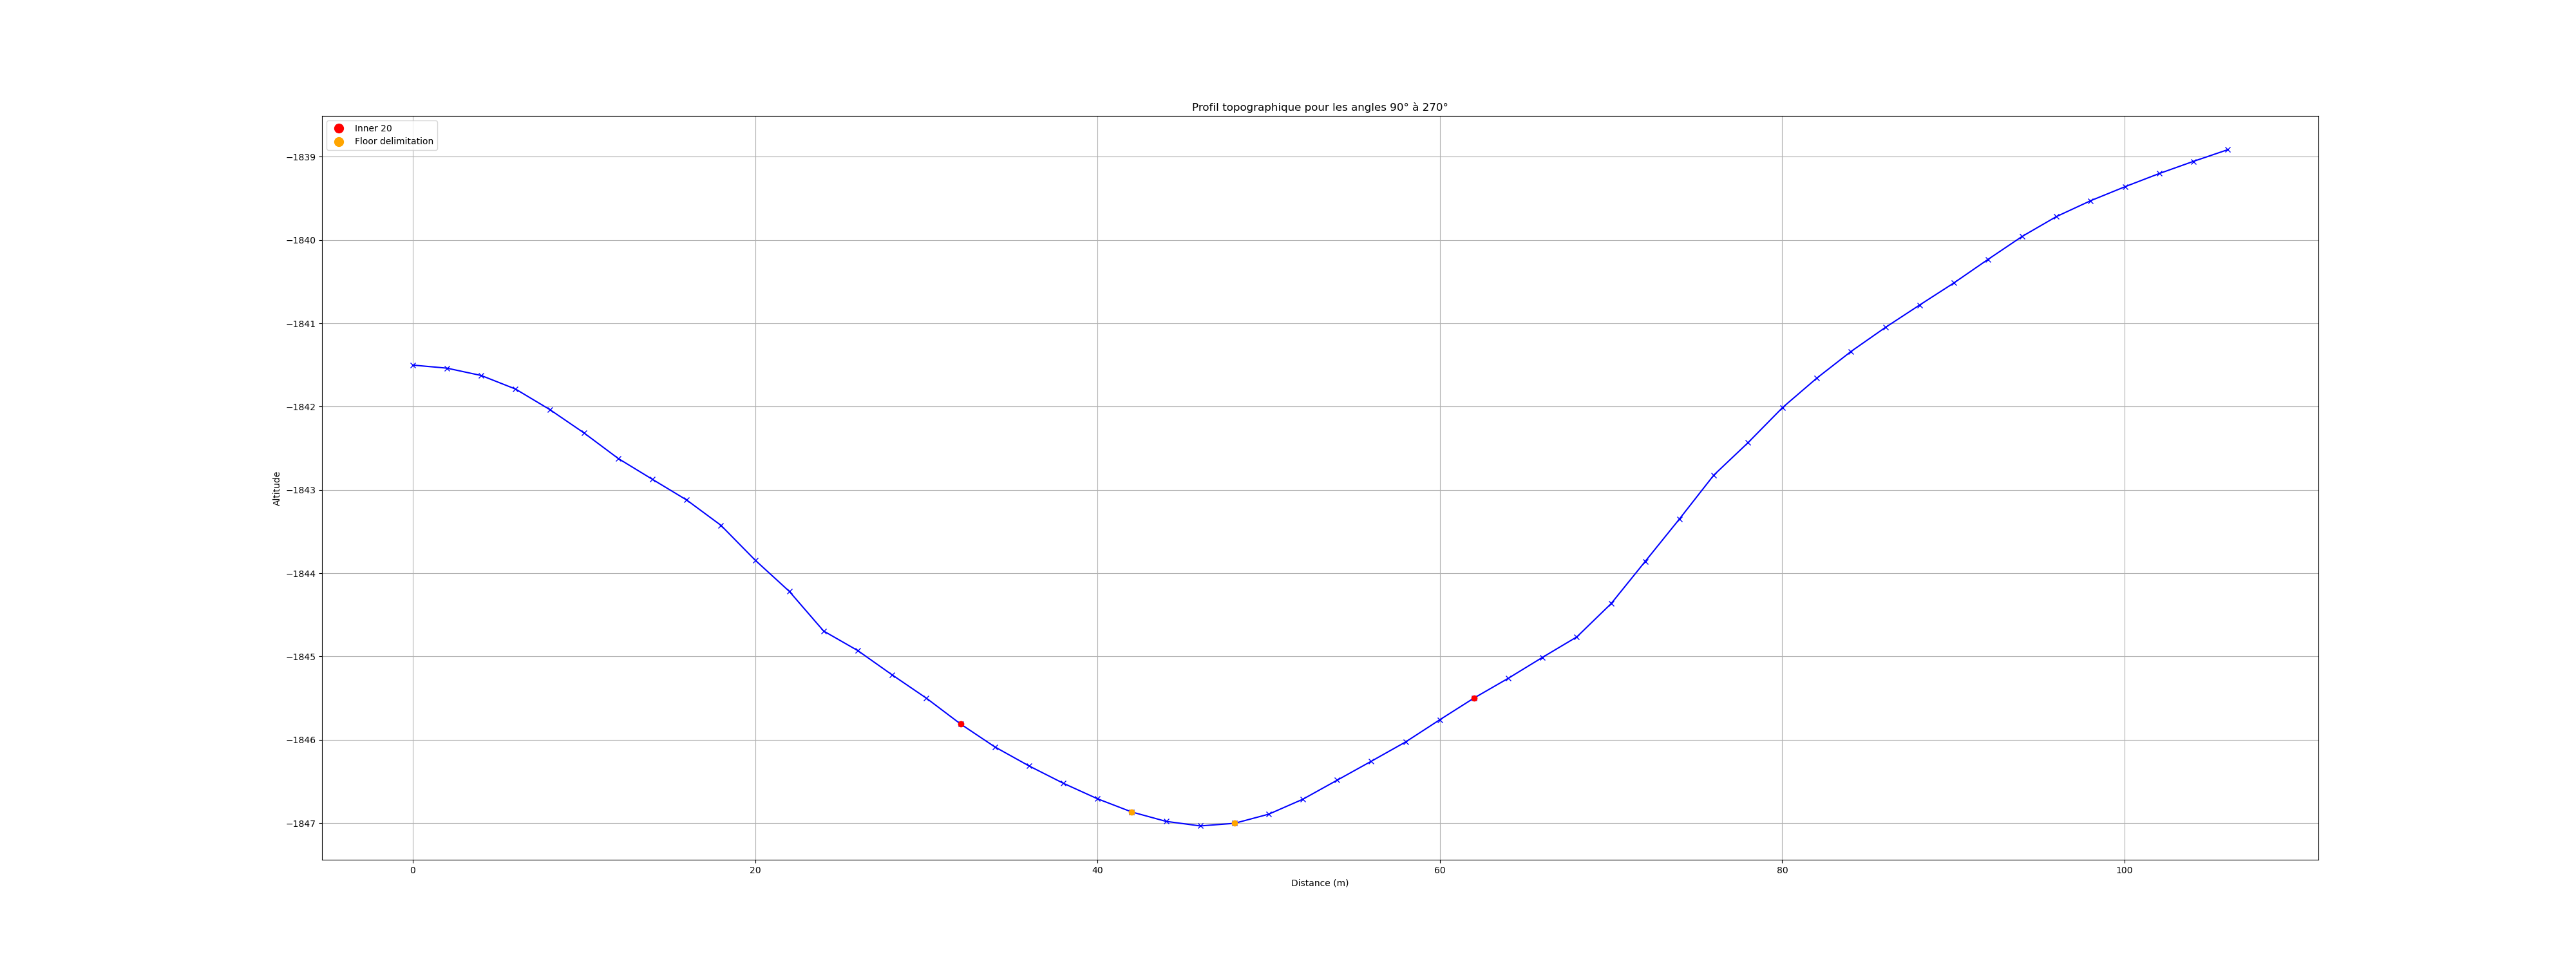 Profil topographique pour les angles 90° à 270°
Inner 20
Floor delimitation
−1839
−1840
−1841
−1842
−1843
−1844
−1845
−1846
−1847
Altitude
0 20 40 60 80 100
Distance (m)